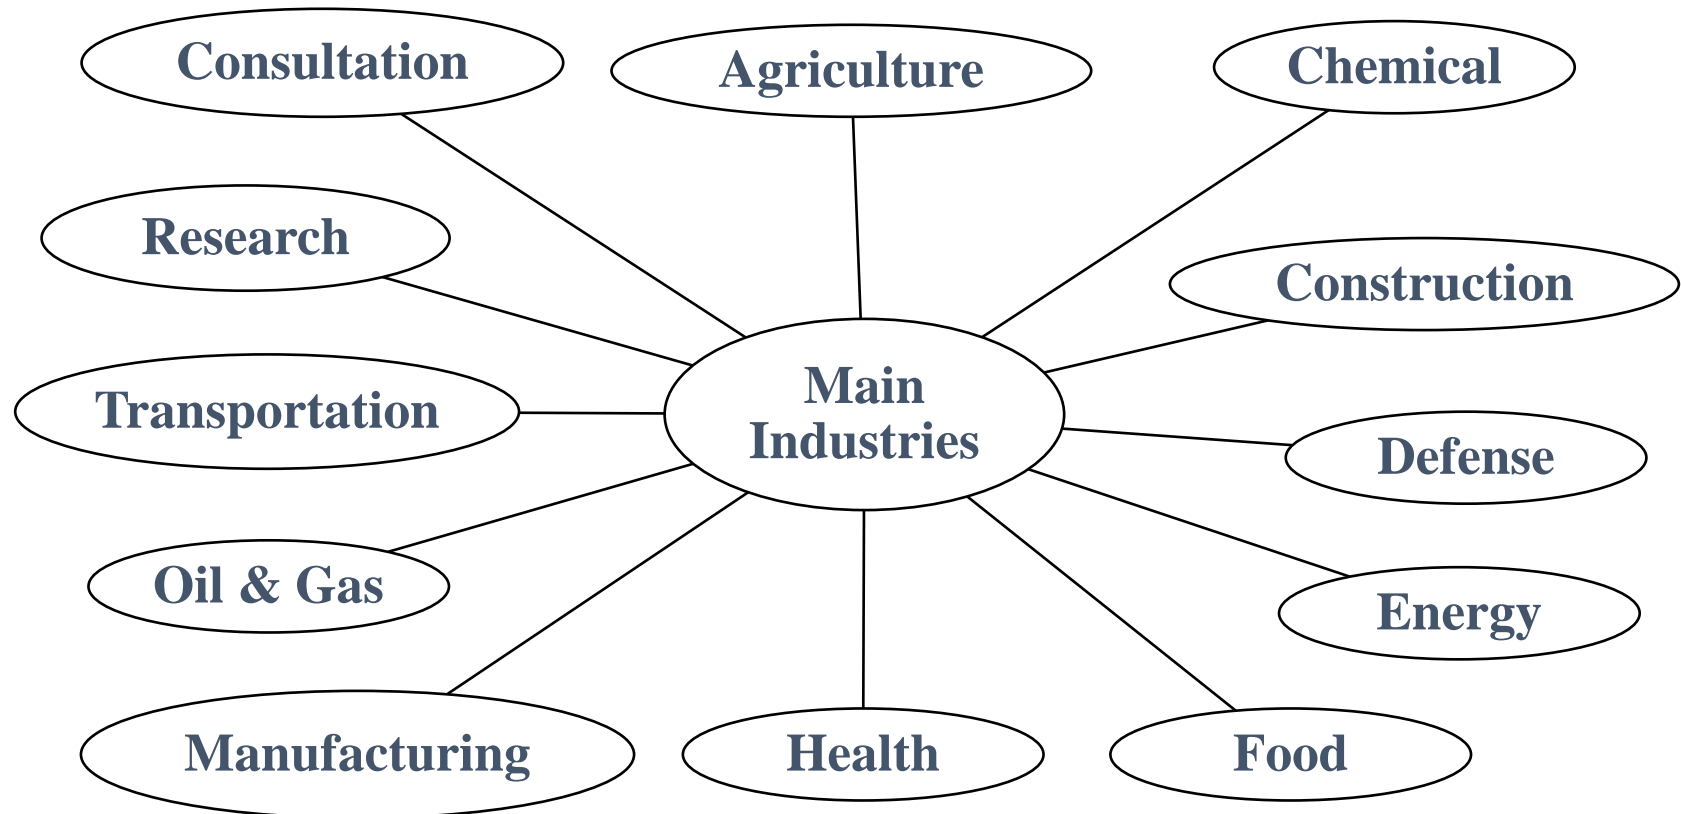 Consultation
Agriculture
Chemical
Research
Construction
Main
Industries
Transportation
Defense
Oil & Gas
Energy
Manufacturing
Health
Food